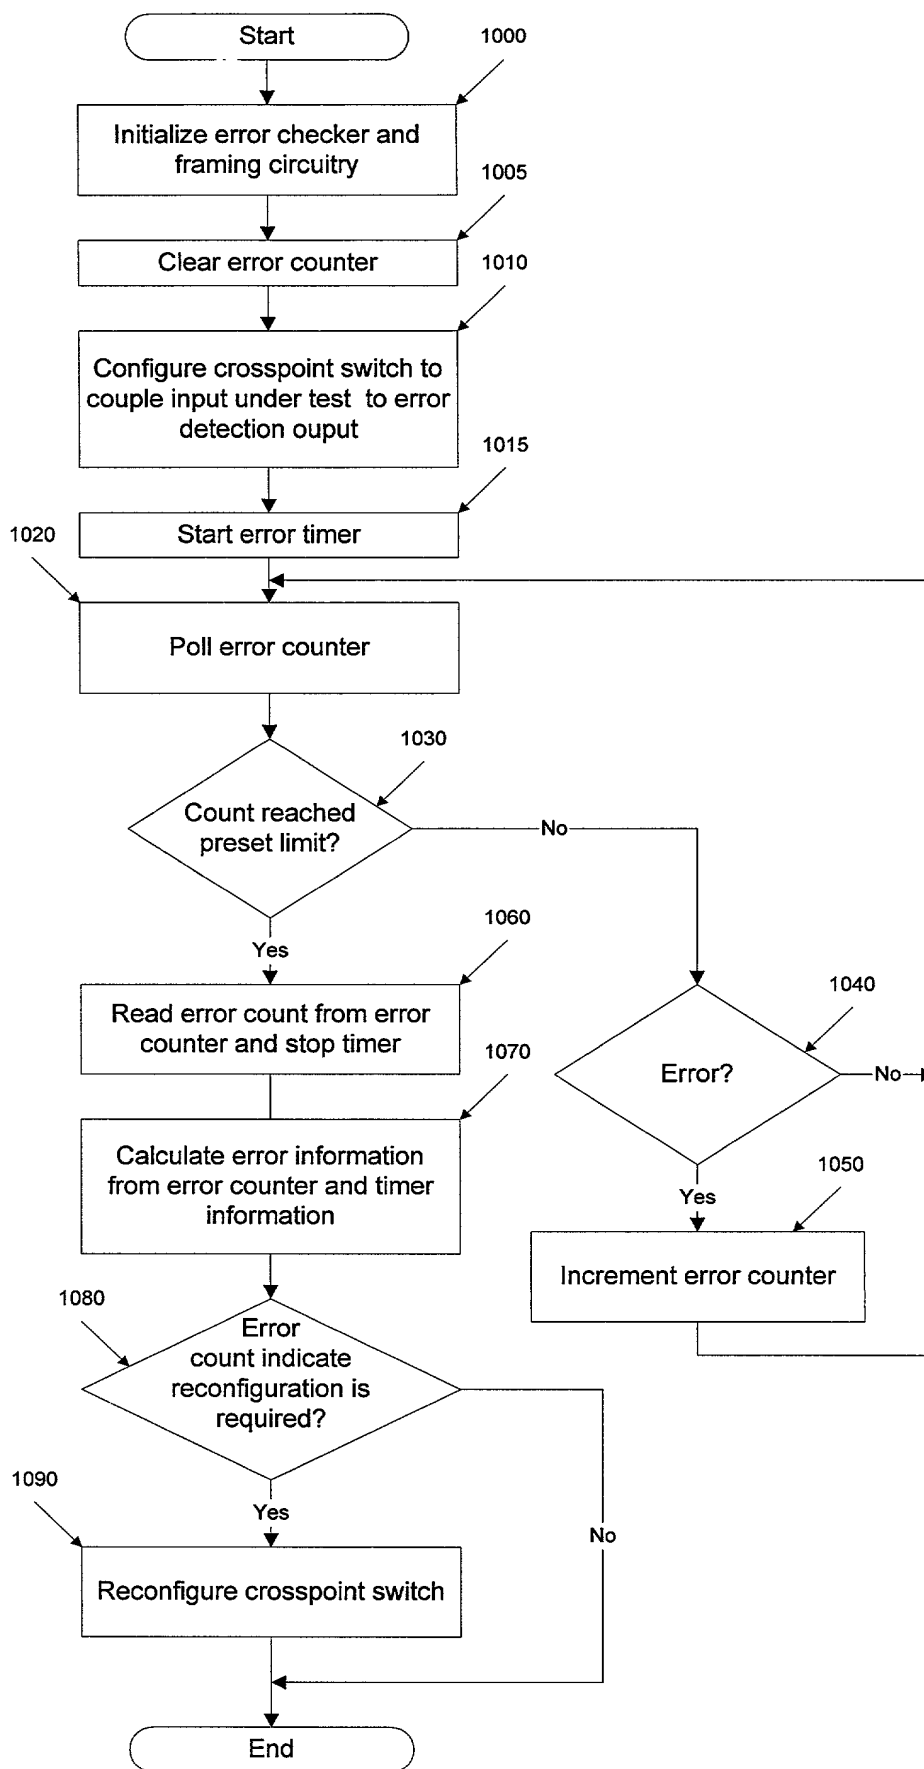 Start
1000
Initialize error checker and
framing circuitry
1005
Clear error counter
1010
Configure crosspoint switch to
couple input under test to error
detection ouput
1015
Start error timer
1020
Poll error counter
1030
Count reached
preset limit?
No
Yes
1060
Read error count from error
counter and stop timer
1040
Error?
No
1070
Calculate error information
from error counter and timer
information
Yes
1050
Increment error counter
1080
Error
count indicate
reconfiguration is
required?
1090
Yes
No
Reconfigure crosspoint switch
End